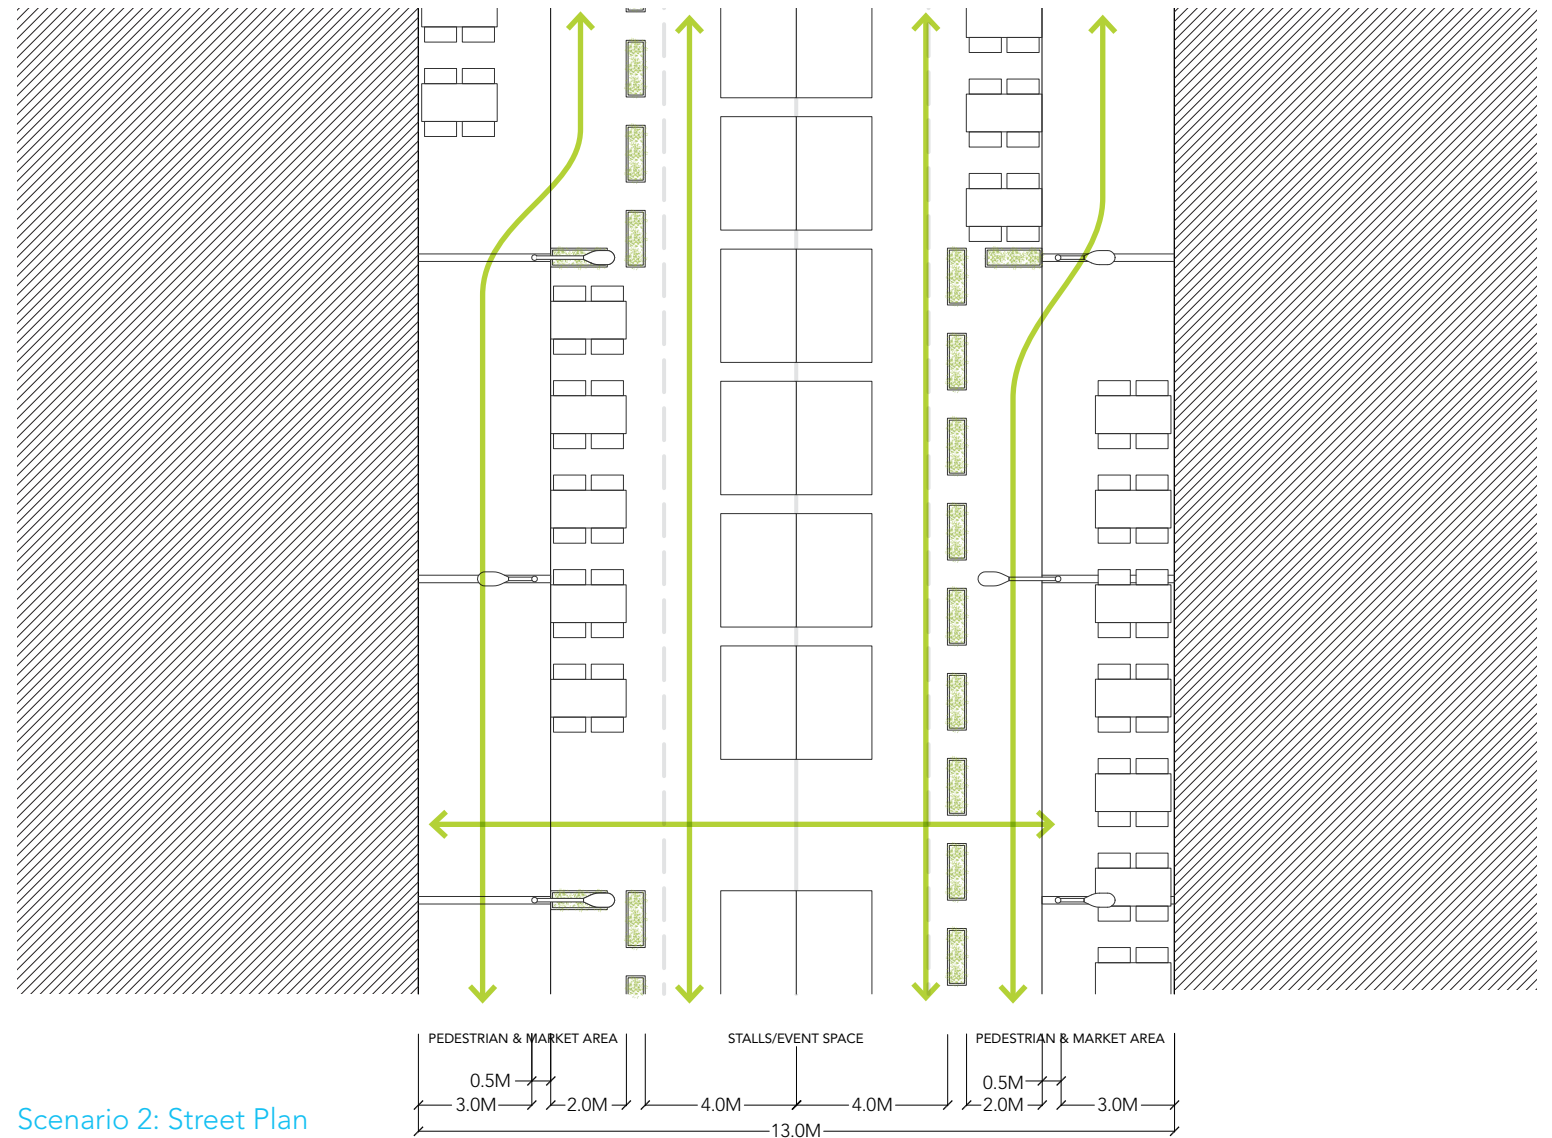 PEDESTRIAN & MARKET AREA
STALLS/EVENT SPACE
PEDESTRIAN & MARKET AREA
0.5M
0.5M
3.0M
2.0M
4.0M
4.0M
2.0M
3.0M
13.0M
Scenario 2: Street Plan